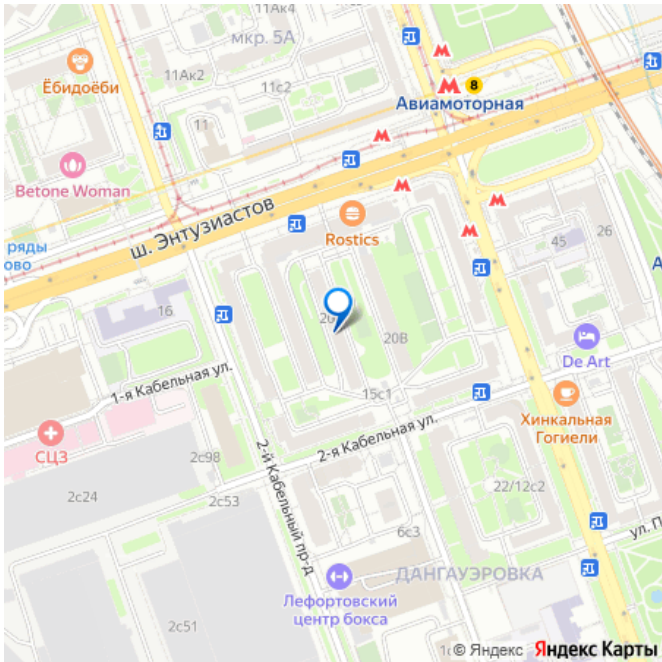 11Ак4
мкр. 5А
Ёбидоёби
11Ак2
11с2
8
Авиамоторная
11
Betone Woman
ш. Энтузиастов
Rostics
ряды
ово
45
26
А
16
20
20В
De Art
1-я Кабельная ул.
15с1
Хинкальная
Гогиели
2-я Кабельная ул.
СЦЗ
2с98
2с24
2с53
2-й Кабельный пр-д
22/12с2
6с3
ул. П
ДАНГАУЭРОВКА
Лефортовский
центр бокса
2с51
© Яндекс Яндекс Карты